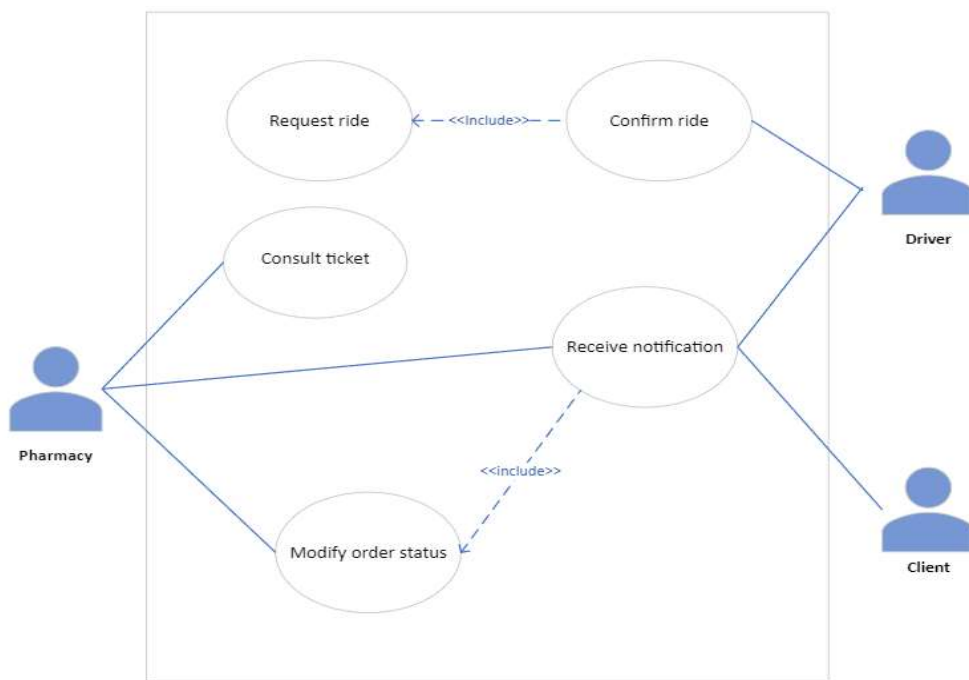 Request ride
<<Include>>
Confirm ride
Driver
Consult ticket
Receive notification
Pharmacy
<<include>>
Modify order status
Client